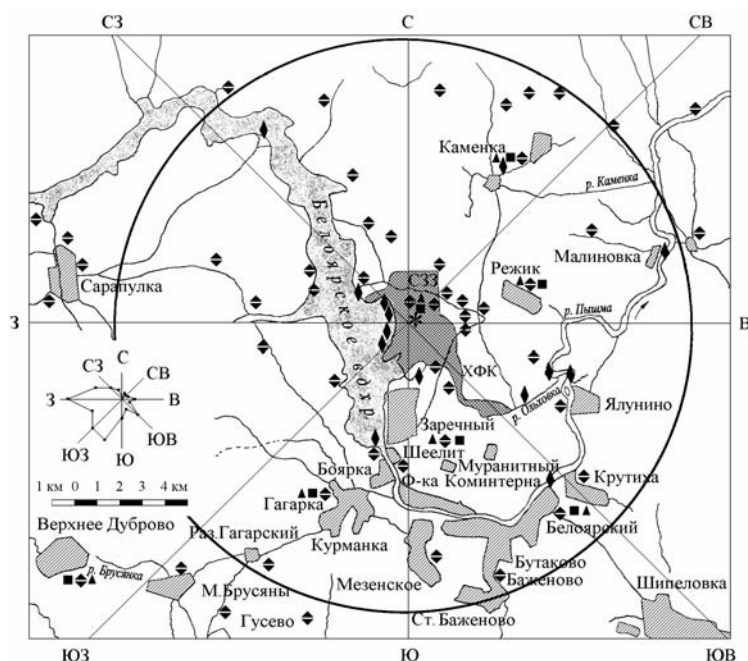 СЗ
С
СВ
Каменка
р. Каменка
Белоярское вдхр
Малиновка
Режик
СЗЗ
Сарапулка
р. Пышма
З
В
С
СЗ
СВ
З
В
ЮЗ
ЮВ
Ю
ХФК
р. Ольховка
Ялунино
Заречный
Шеелит
Муранитный
Боярка
Ф-ка Коминтерна
Крутиха
1 км 0 1 2 3 4 км
Гагарка
Белоярский
Верхнее Дуброво
Раз.Гагарский
Курманка
р. Брусянка
Бутаково
Мезенское
Баженово
Шипеловка
М.Брусяны
Гусево
Ст. Баженово
ЮЗ
Ю
ЮВ